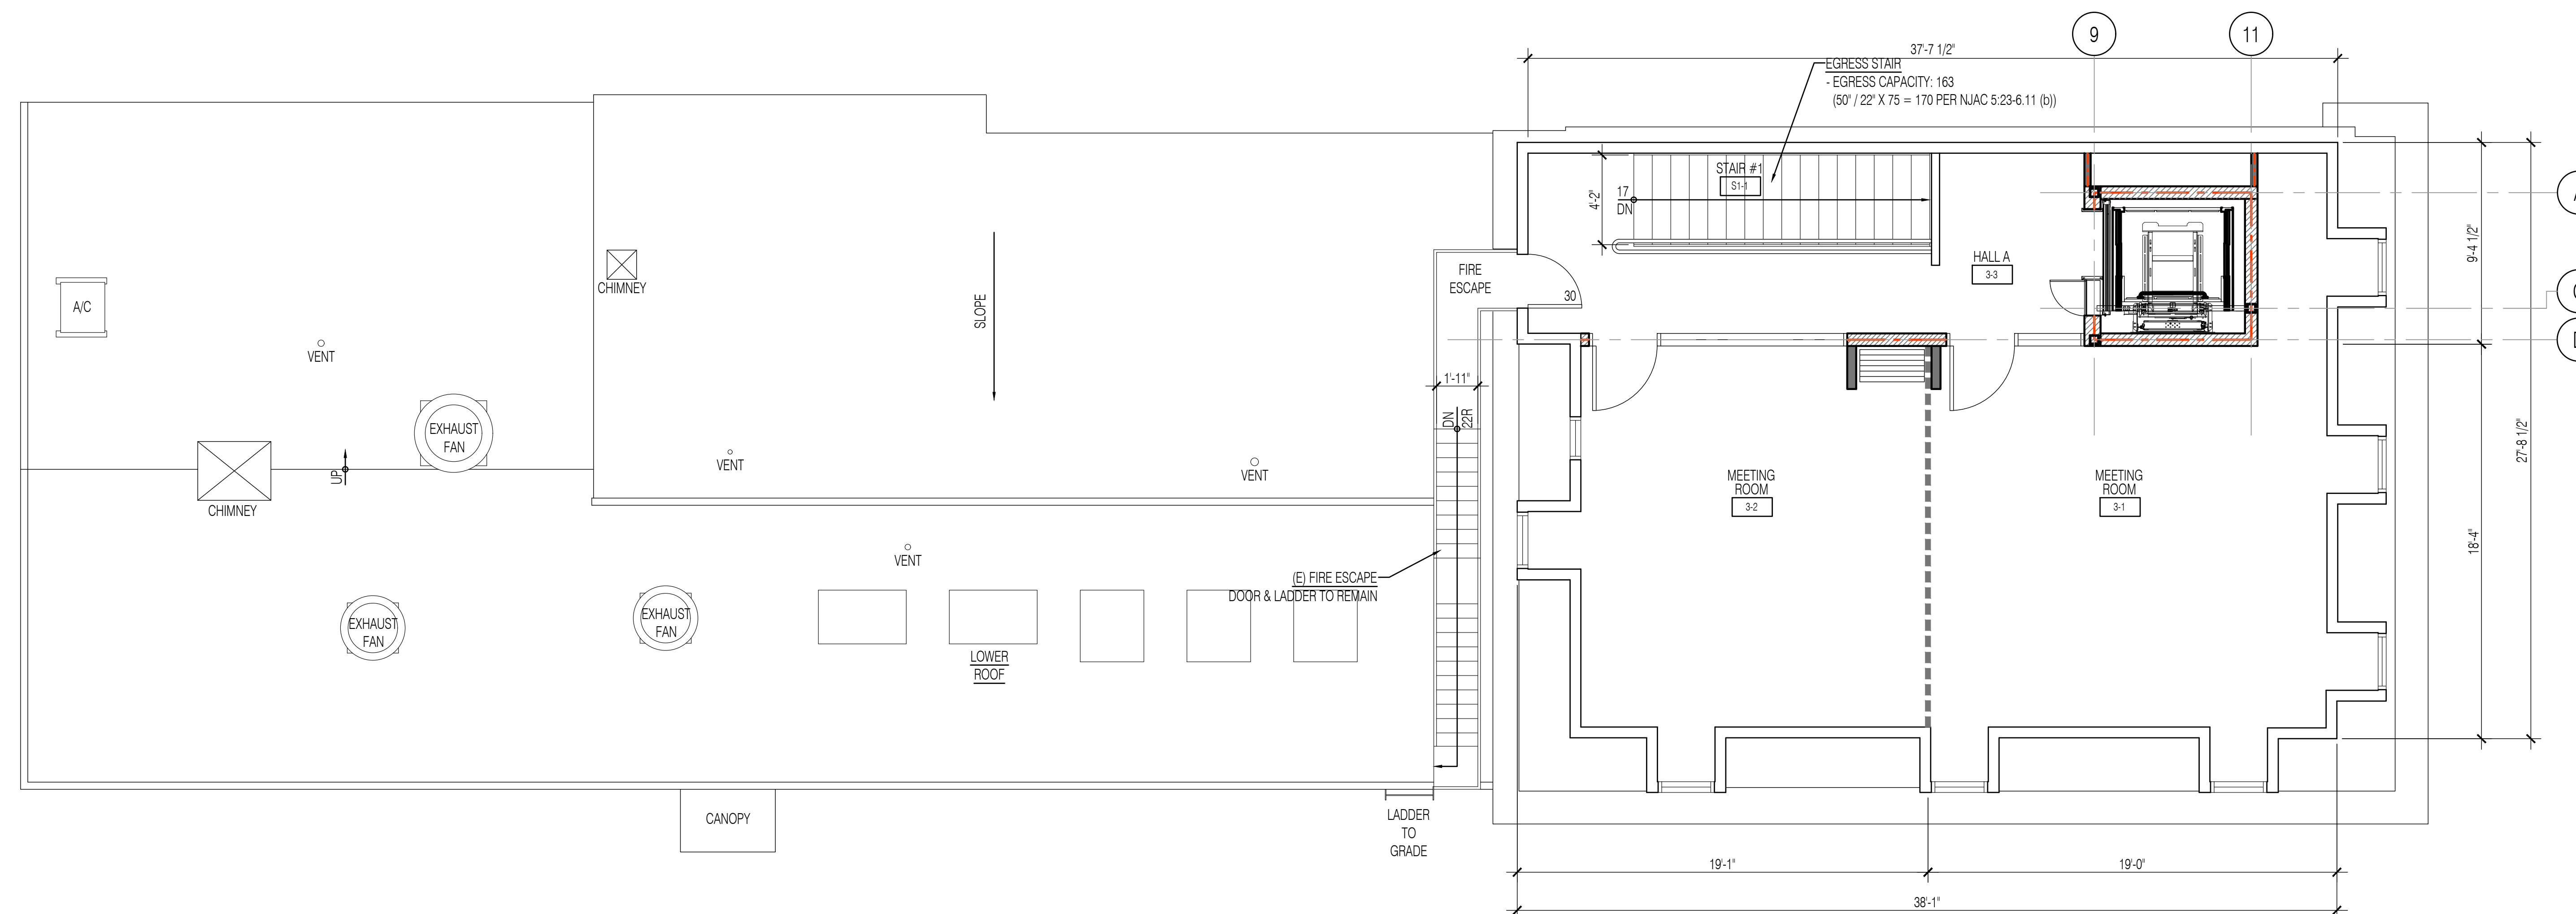 9
11
37'-7 1/2"
EGRESS STAIR
- EGRESS CAPACITY: 163
(50" / 22" X 75 = 170 PER NJAC 5:23-6.11 (b))
STAIR #1
S1-1
17
DN
4'-2"
HALL A
3-3
9'-4 1/2"
27'-8 1/2"
18'-4"
FIRE
ESCAPE
30
A/C
CHIMNEY
SLOPE
VENT
EXHAUST
FAN
UP
CHIMNEY
VENT
VENT
1'-11"
DN
22R
MEETING
ROOM
3-2
MEETING
ROOM
3-1
VENT
(E) FIRE ESCAPE
DOOR & LADDER TO REMAIN
EXHAUST
FAN
EXHAUST
FAN
LOWER
ROOF
CANOPY
LADDER
TO
GRADE
19'-1"
19'-0"
38'-1"